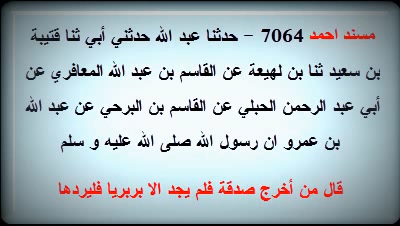 مسند احمد 7064 – حدثنا عبد الله حدثني أبي ثنا قتيبة
بن سعيد ثنا بن لهيعة عن القاسم بن عبد الله المعافري عن
أبي عبد الرحمن الحبلي عن القاسم بن البرحي عن عبد الله
بن عمرو ان رسول الله صلى الله عليه و سلم
قال من أخرج صدقة فلم يجد الا بربريا فليردها